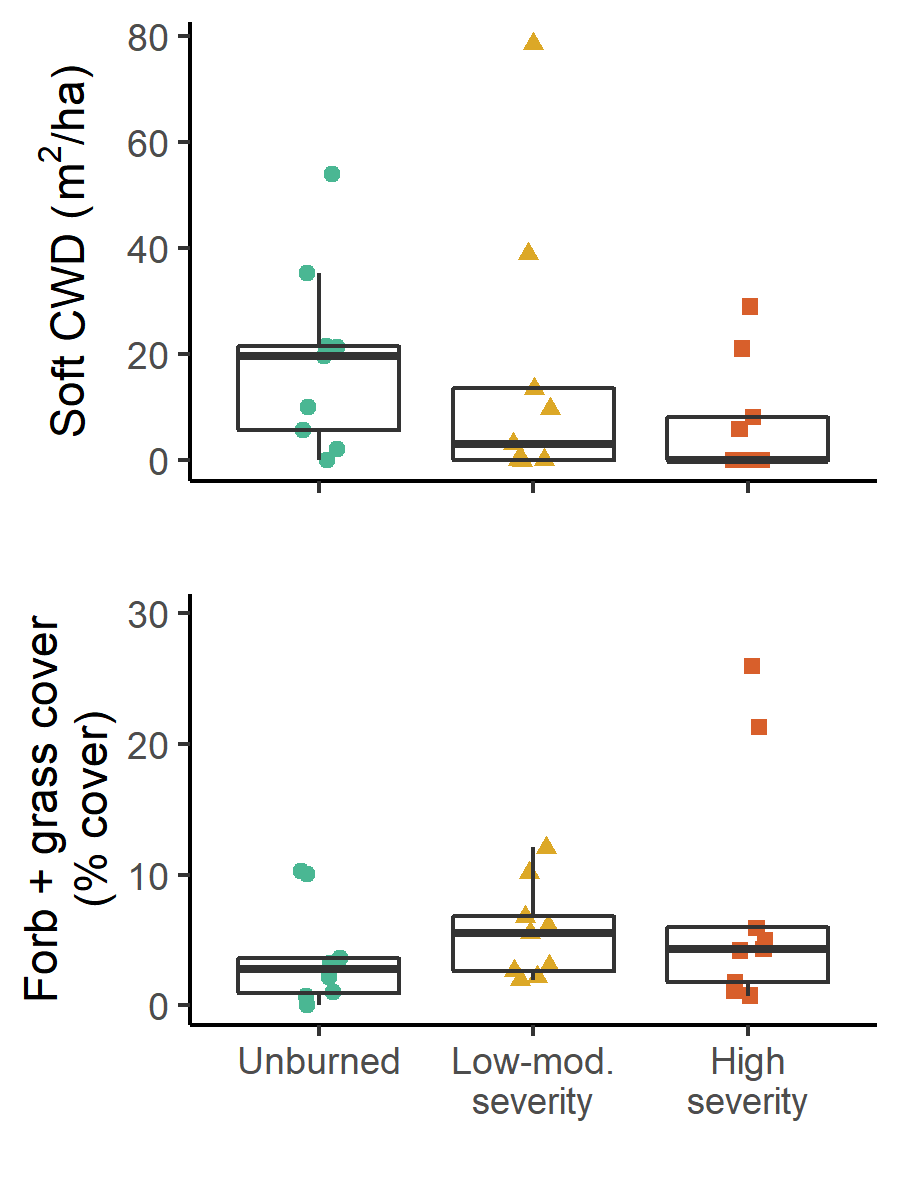 Soft CWD (m²/ha)
80
60
40
20
0
Forb + grass cover
(% cover)
30
20
10
0
Unburned
Low-mod.
severity
High
severity